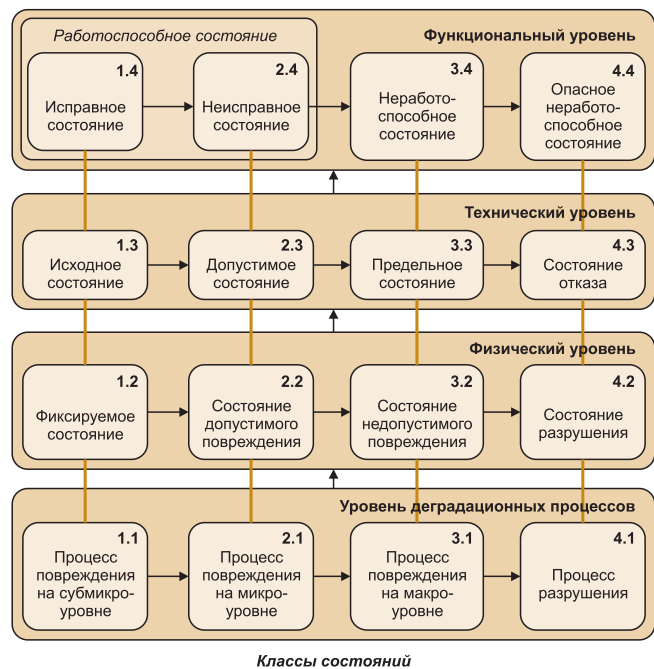 Работоспособное состояние
Функциональный уровень
1.4
Исправное
состояние
2.4
Неисправное
состояние
3.4
Неработо-
способное
состояние
4.4
Опасное
неработо-
способное
состояние
Технический уровень
1.3
Исходное
состояние
2.3
Допустимое
состояние
3.3
Предельное
состояние
4.3
Состояние
отказа
Физический уровень
1.2
Фиксируемое
состояние
2.2
Состояние
допустимого
повреждения
3.2
Состояние
недопустимого
повреждения
4.2
Состояние
разрушения
Уровень деградационных процессов
1.1
Процесс
повреждения
на субмикро-
уровне
2.1
Процесс
повреждения
на микро-
уровне
3.1
Процесс
повреждения
на макро-
уровне
4.1
Процесс
разрушения
Классы состояний